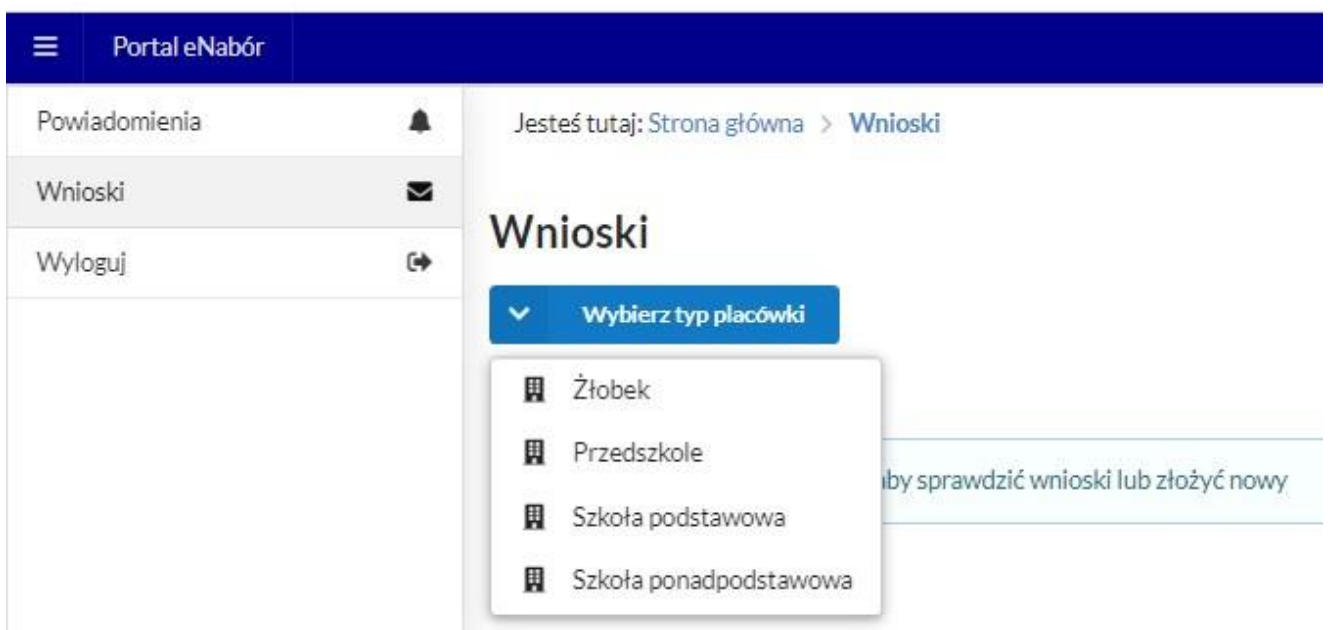 Portal eNabór
Powiadomienia
Wnioski
Wyloguj
Jesteś tutaj: Strona główna > Wnioski
Wnioski
Wybierz typ placówki
Żłobek
Przedszkole
Szkoła podstawowa
Szkoła ponadpodstawowa
sprawdzić wnioski lub złożyć nowy